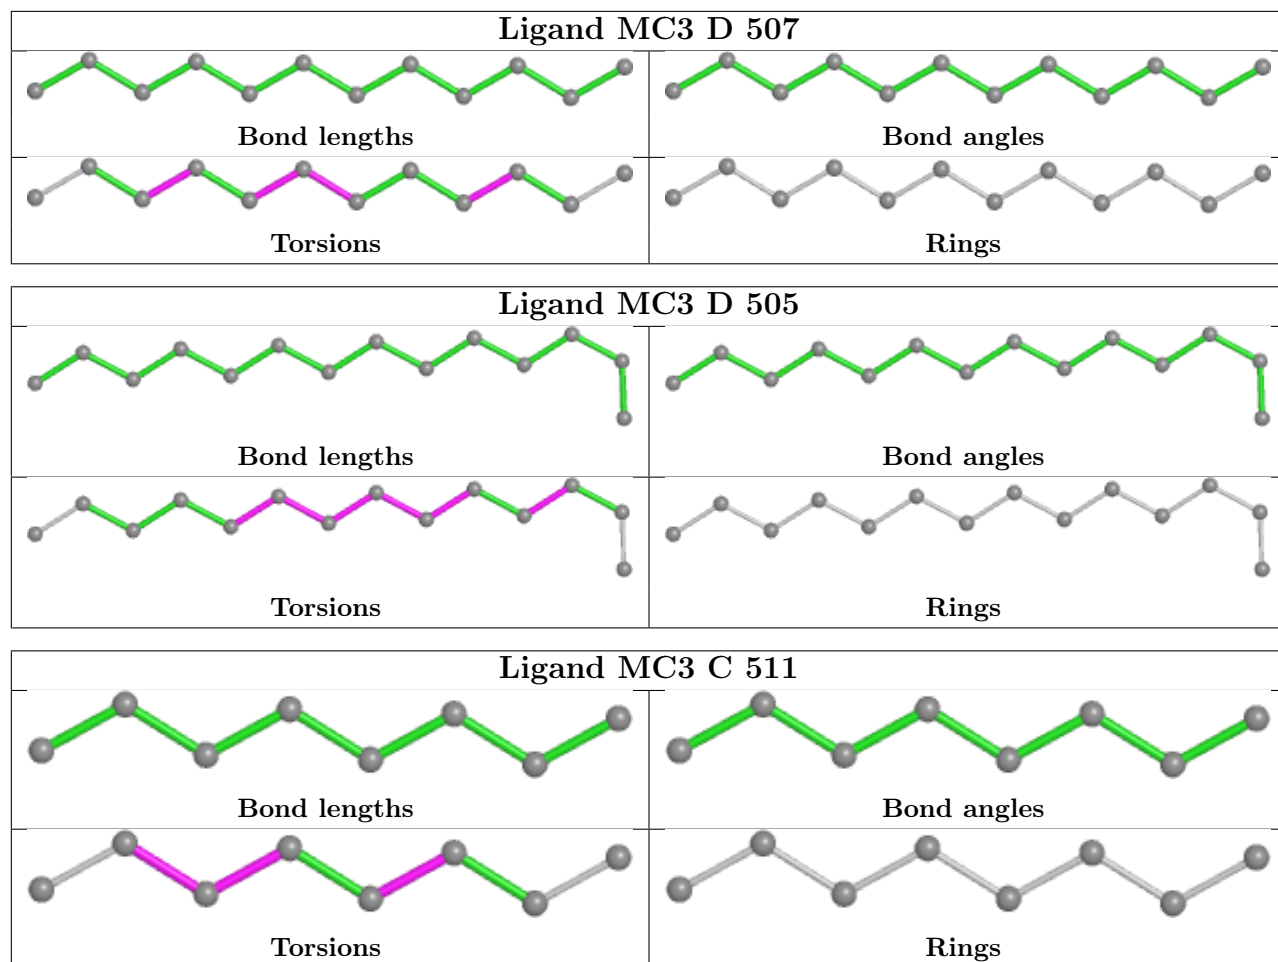 Ligand MC3 D 507
Bond lengths
Bond angles
Torsions
Rings
Ligand MC3 D 505
Bond lengths
Bond angles
Torsions
Rings
Ligand MC3 C 511
Bond lengths
Bond angles
Torsions
Rings